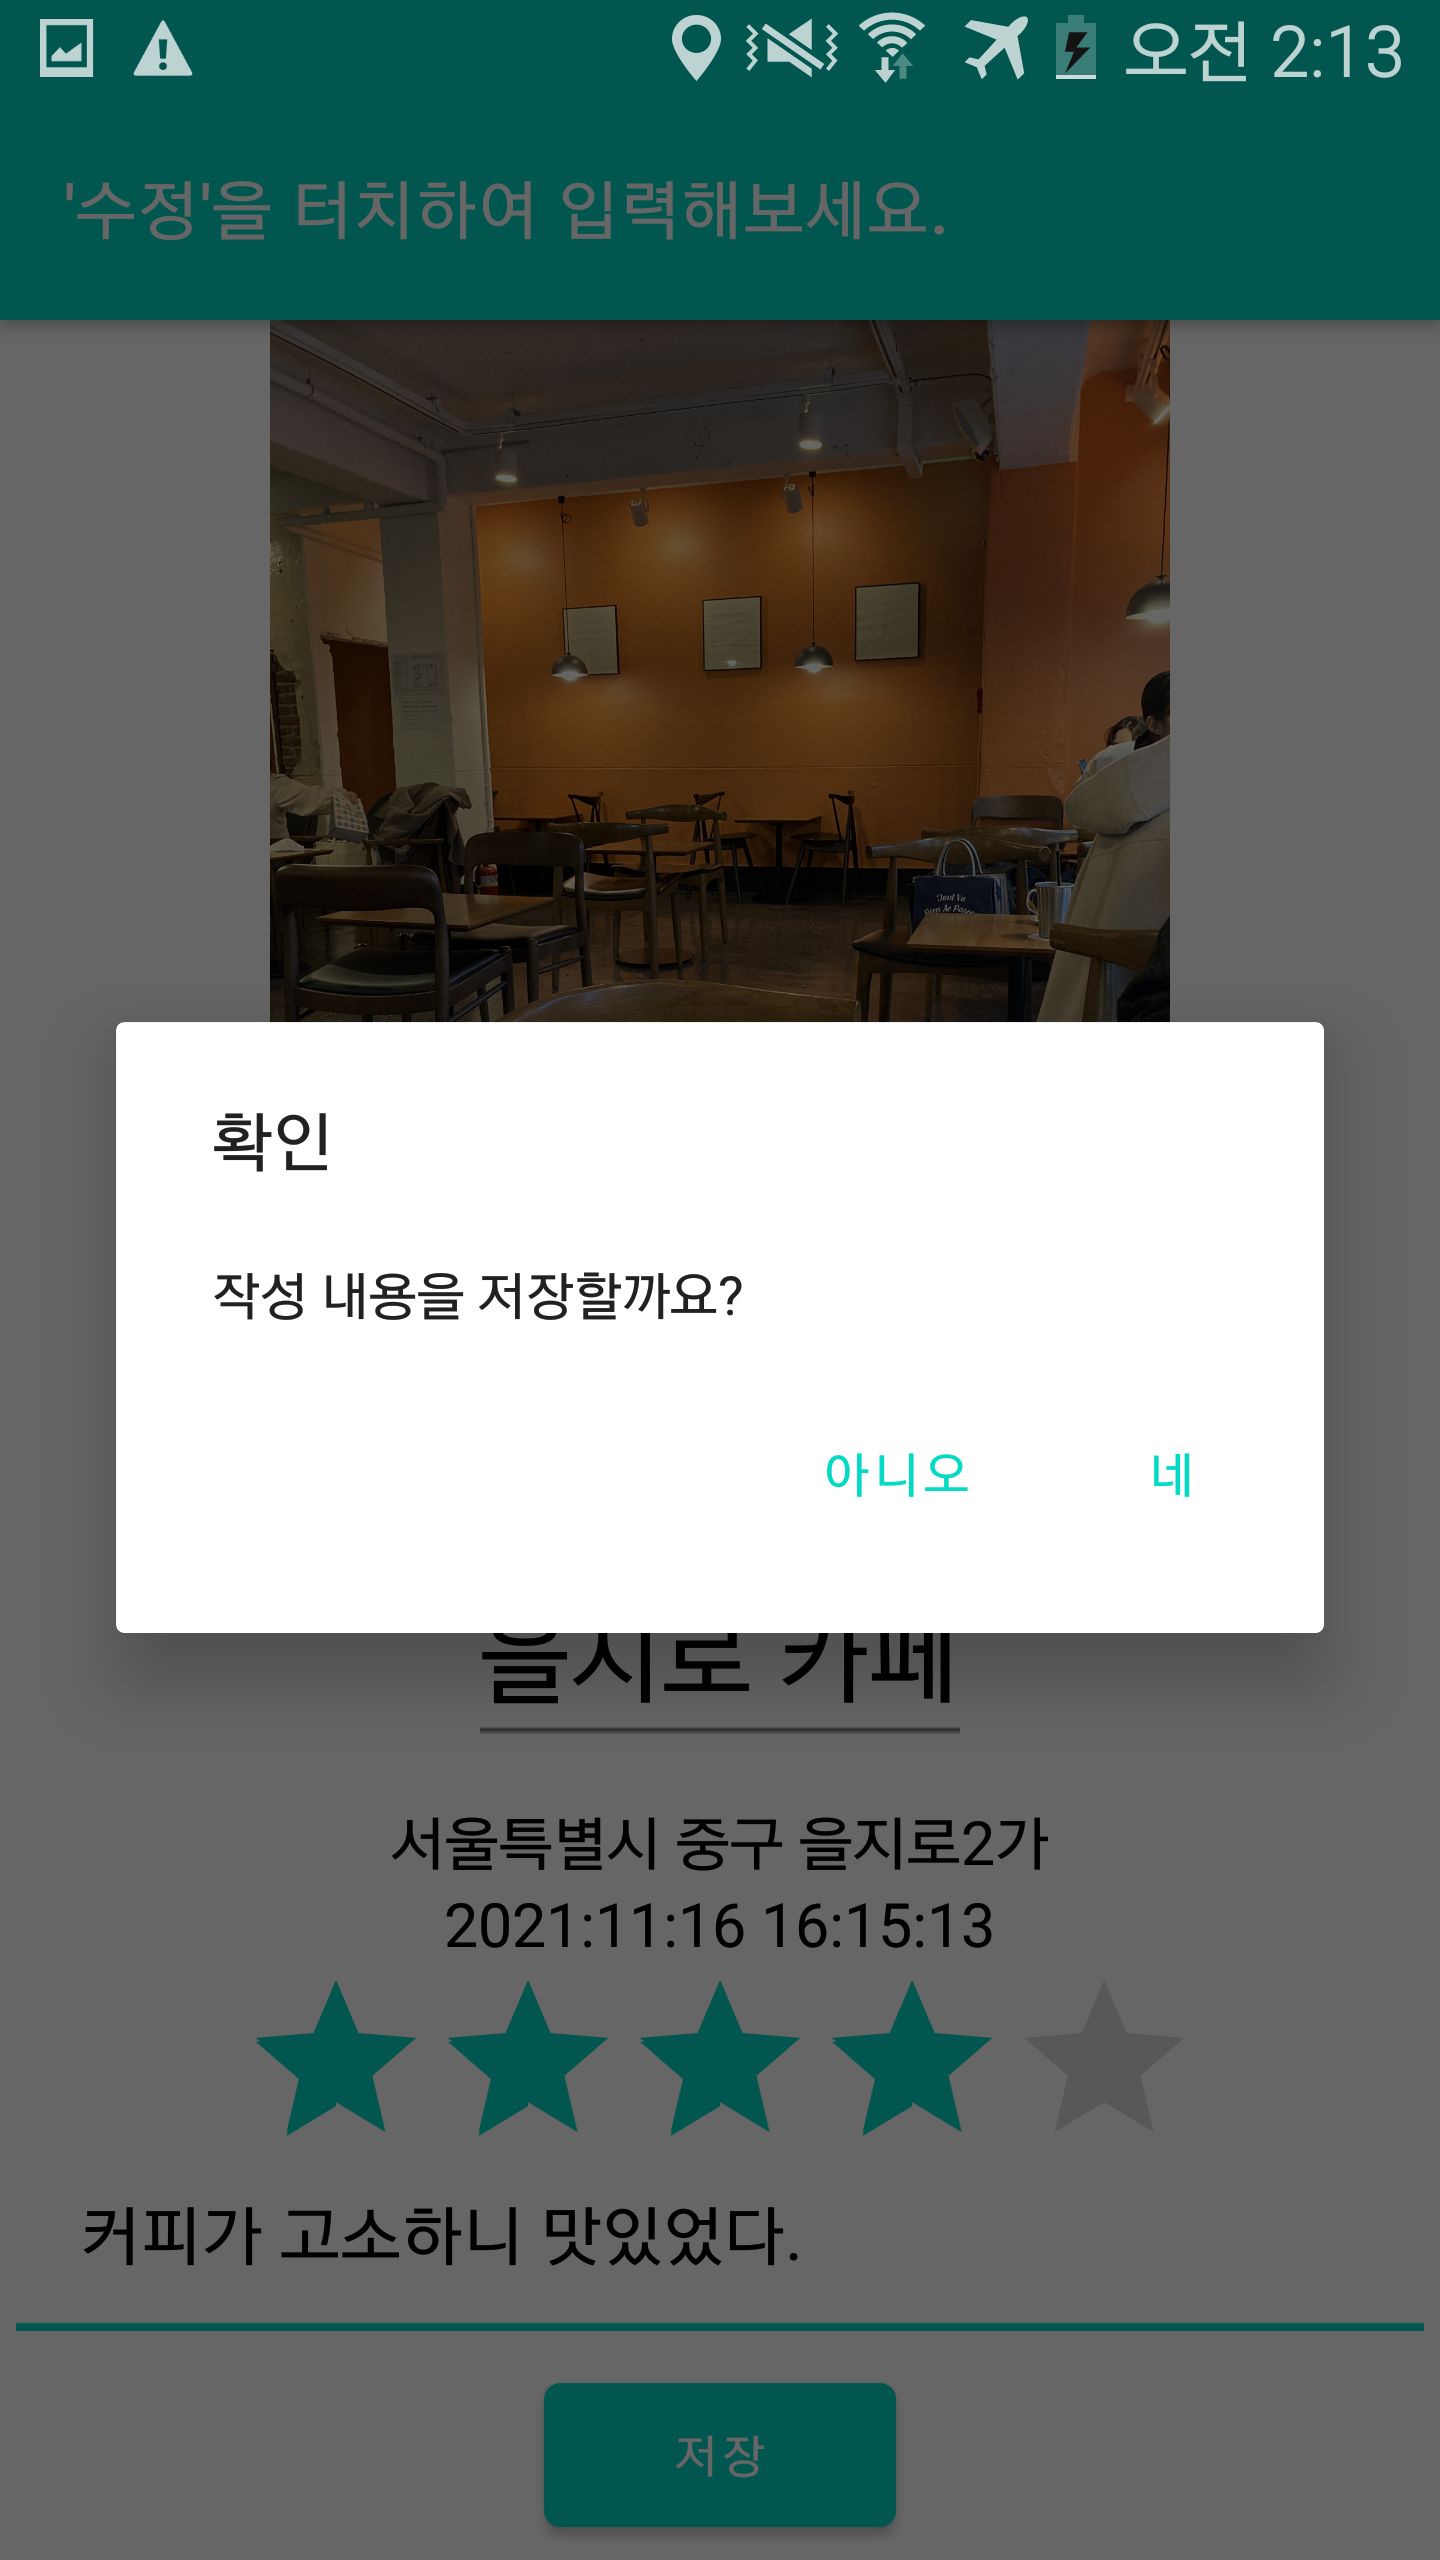 오전 2:13
'수정'을 터치하여 입력해보세요.
확인
작성 내용을 저장할까요?
아니오 네
을지로 카페
서울특별시 중구 을지로2가
2021:11:16 16:15:13
커피가 고소하니 맛있었다.
저장